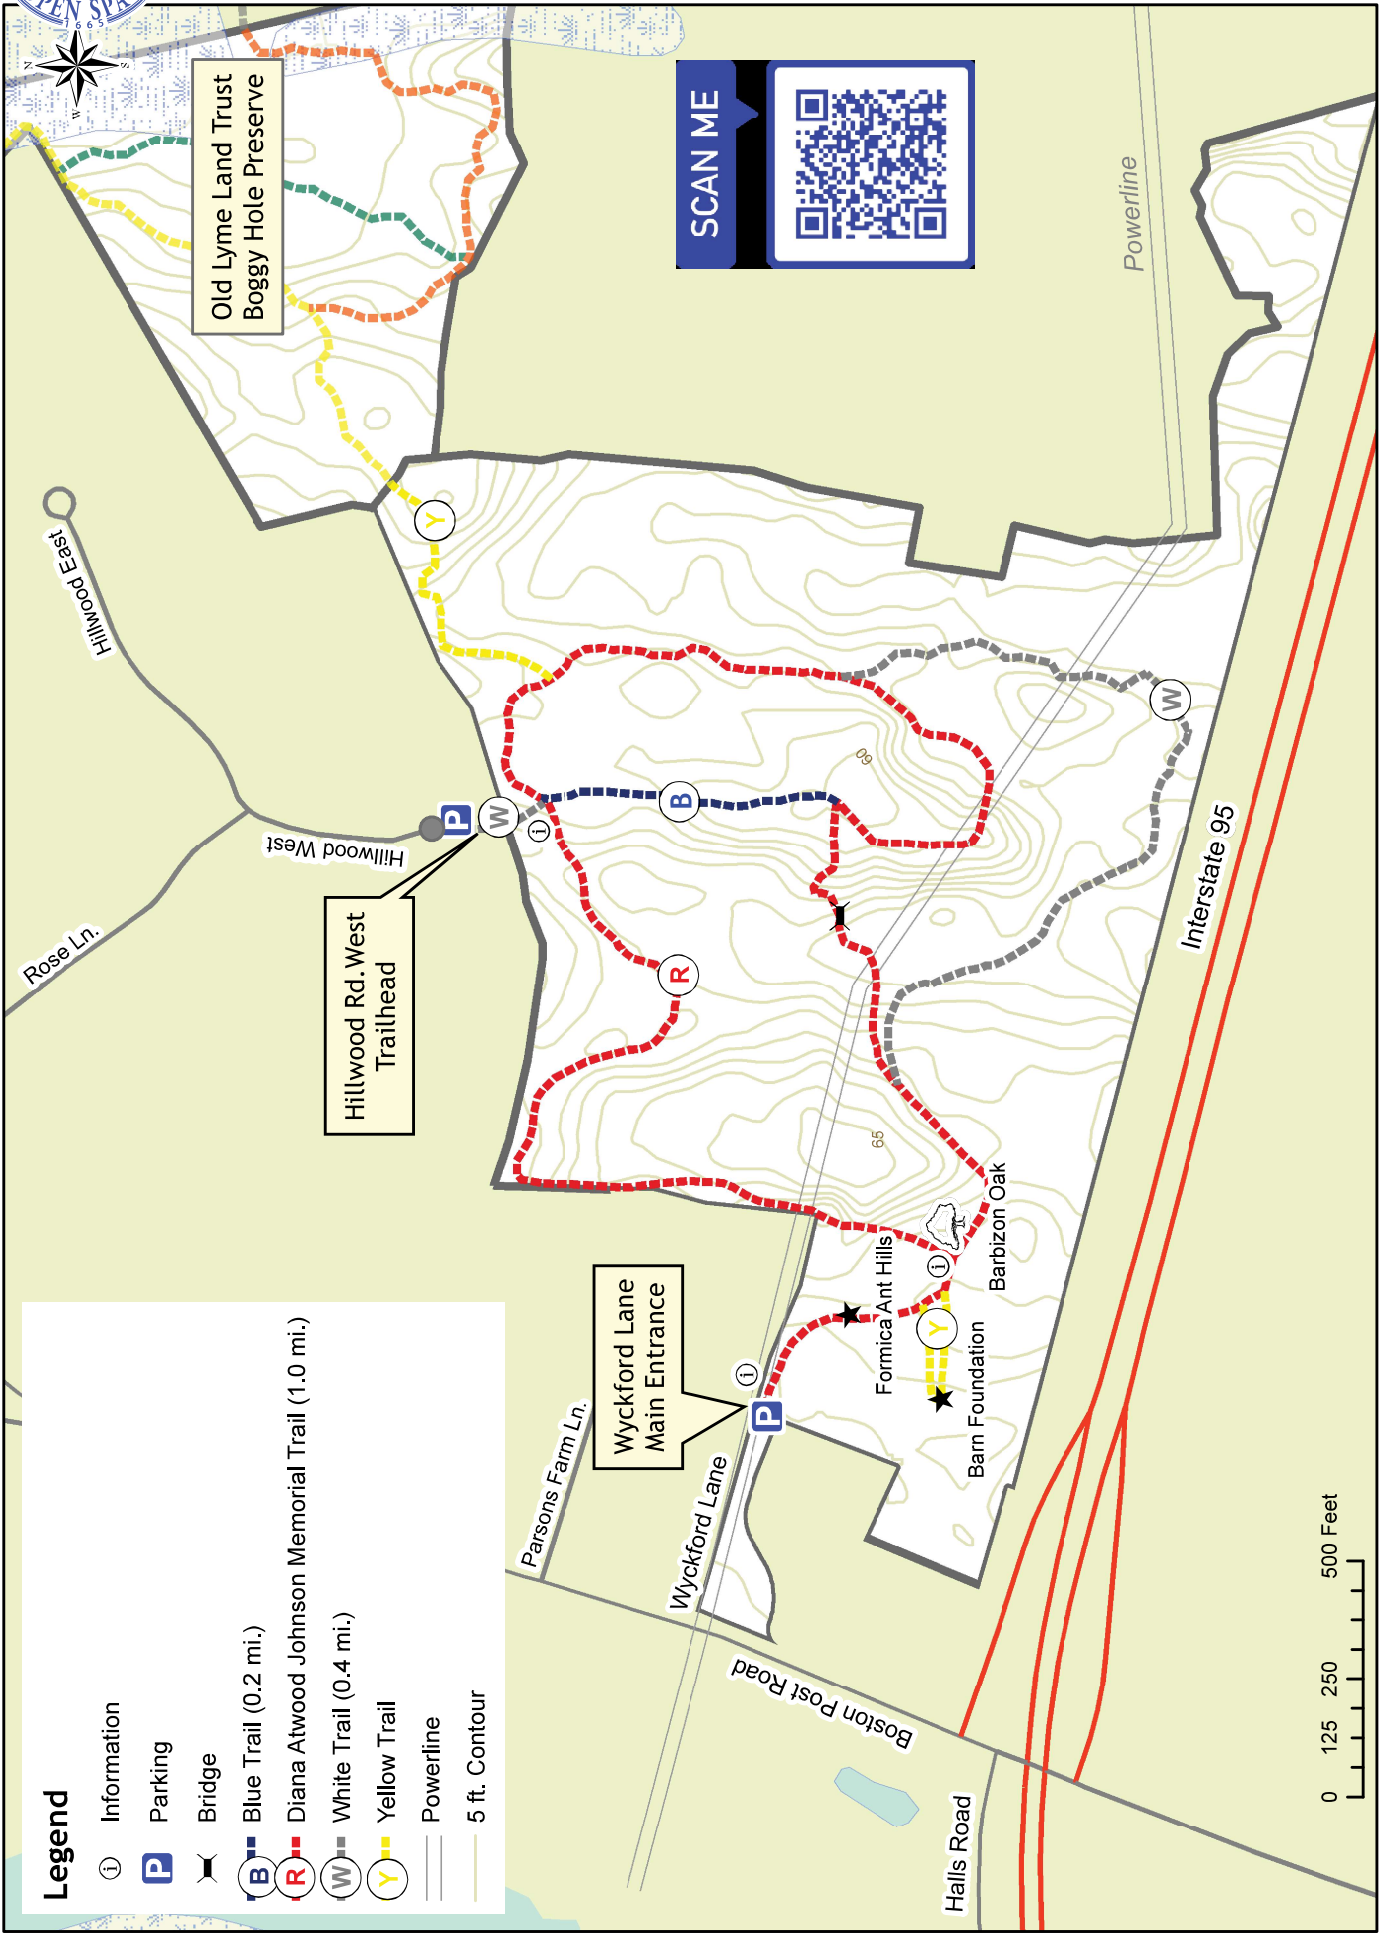 PEN SPA
1665
N
S
W
Old Lyme Land Trust
Boggy Hole Preserve
SCAN ME
Powerline
Hillwood East
Hillwood West
Rose Ln.
Hillwood Rd. West
Trailhead
P
W
i
Y
B
R
W
60
65
Interstate 95
Barbizon Oak
Formica Ant Hills
i
Y
Barn Foundation
Wyckford Lane
Main Entrance
i
P
Parsons Farm Ln.
Wyckford Lane
Boston Post Road
Halls Road
Legend
i Information
P Parking
Bridge
B Blue Trail (0.2 mi.)
R Diana Atwood Johnson Memorial Trail (1.0 mi.)
W White Trail (0.4 mi.)
Y Yellow Trail
Powerline
5 ft. Contour
0 125 250 500 Feet